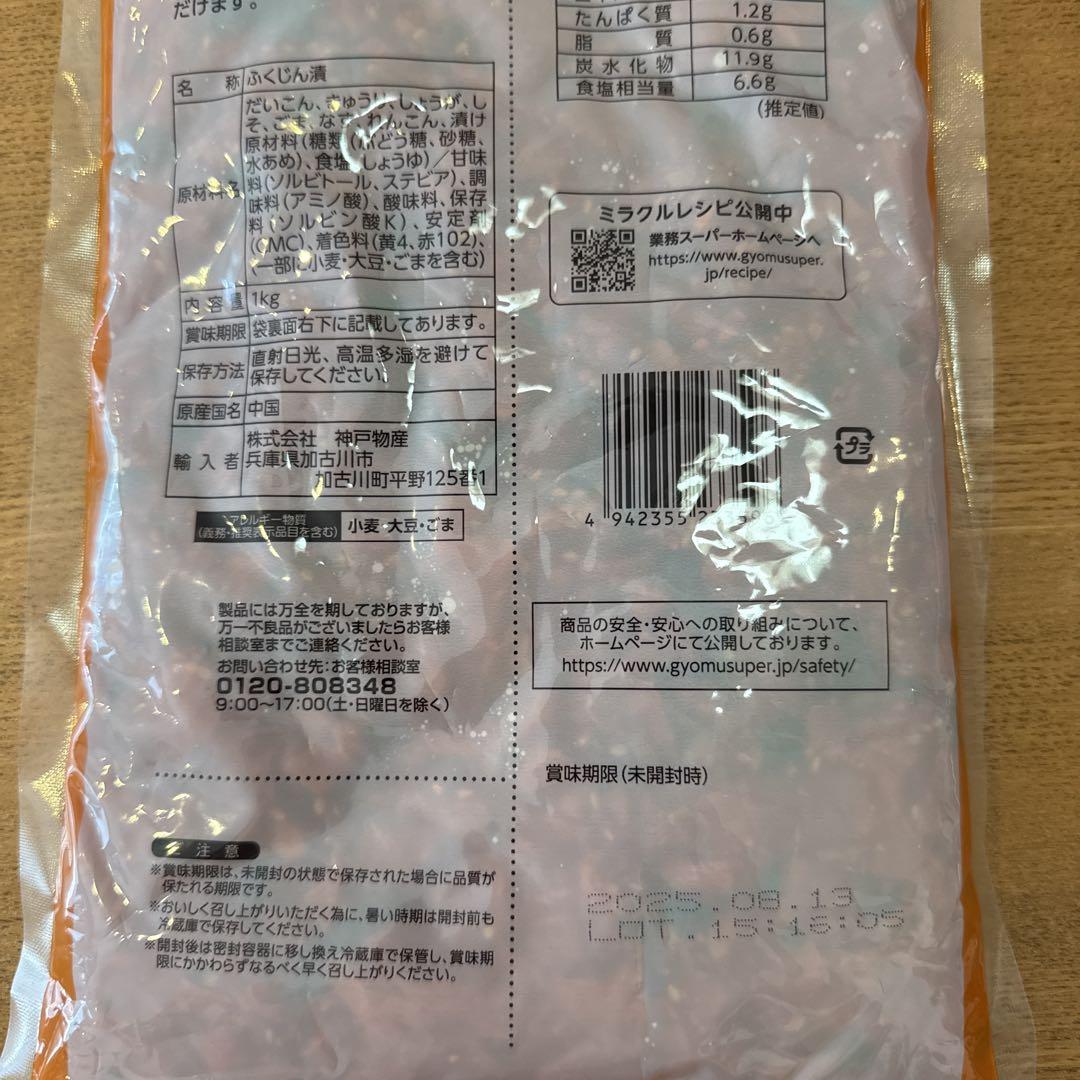 だけます。
名称 ふくじん漬
原材料名
だいこん、きゅうり、しょうが、し
そ、ごま、なす、れんこん、漬け
原材料(糖類(ぶどう糖、砂糖、
水あめ)、食塩、しょうゆ)／甘味
料(ソルビトール、ステビア)、調
味料(アミノ酸)、酸味料、保存
料(ソルビン酸K)、安定剤
(CMC)、着色料(黄4、赤102)、
(一部に小麦・大豆・ごまを含む)
内容量 1kg
賞味期限 袋裏面右下に記載してあります。
保存方法
直射日光、高温多湿を避けて
保存してください。
原産国名 中国
輸入者
株式会社 神戸物産
兵庫県加古川市
加古川町平野125番1
アレルギー物質
(義務・推奨表示品目を含む)
小麦・大豆・ごま
製品には万全を期しておりますが、
万一不良品がございましたらお客様
相談室までご連絡ください。
お問い合わせ先:お客様相談室
0120-808348
9:00〜17:00(土・日曜日を除く)
注意
※賞味期限は、未開封の状態で保存された場合に品質が
保たれる期限です。
※おいしく召し上がりいただく為に、暑い時期は開封前も
冷蔵庫で保存してください。
※開封後は密封容器に移し換え冷蔵庫で保管し、賞味期
限にかかわらずなるべく早く召し上がりください。
たんぱく質 1.2g
脂質 0.6g
炭水化物 11.9g
食塩相当量 6.6g
(推定値)
ミラクルレシピ公開中
業務スーパーホームページへ
https://www.gyomusuper.
jp/recipe/
プラ
4 942355
商品の安全・安心への取り組みについて、
ホームページにて公開しております。
https://www.gyomusuper.jp/safety/
賞味期限(未開封時)
2025.08.13
LOT.15:16:05